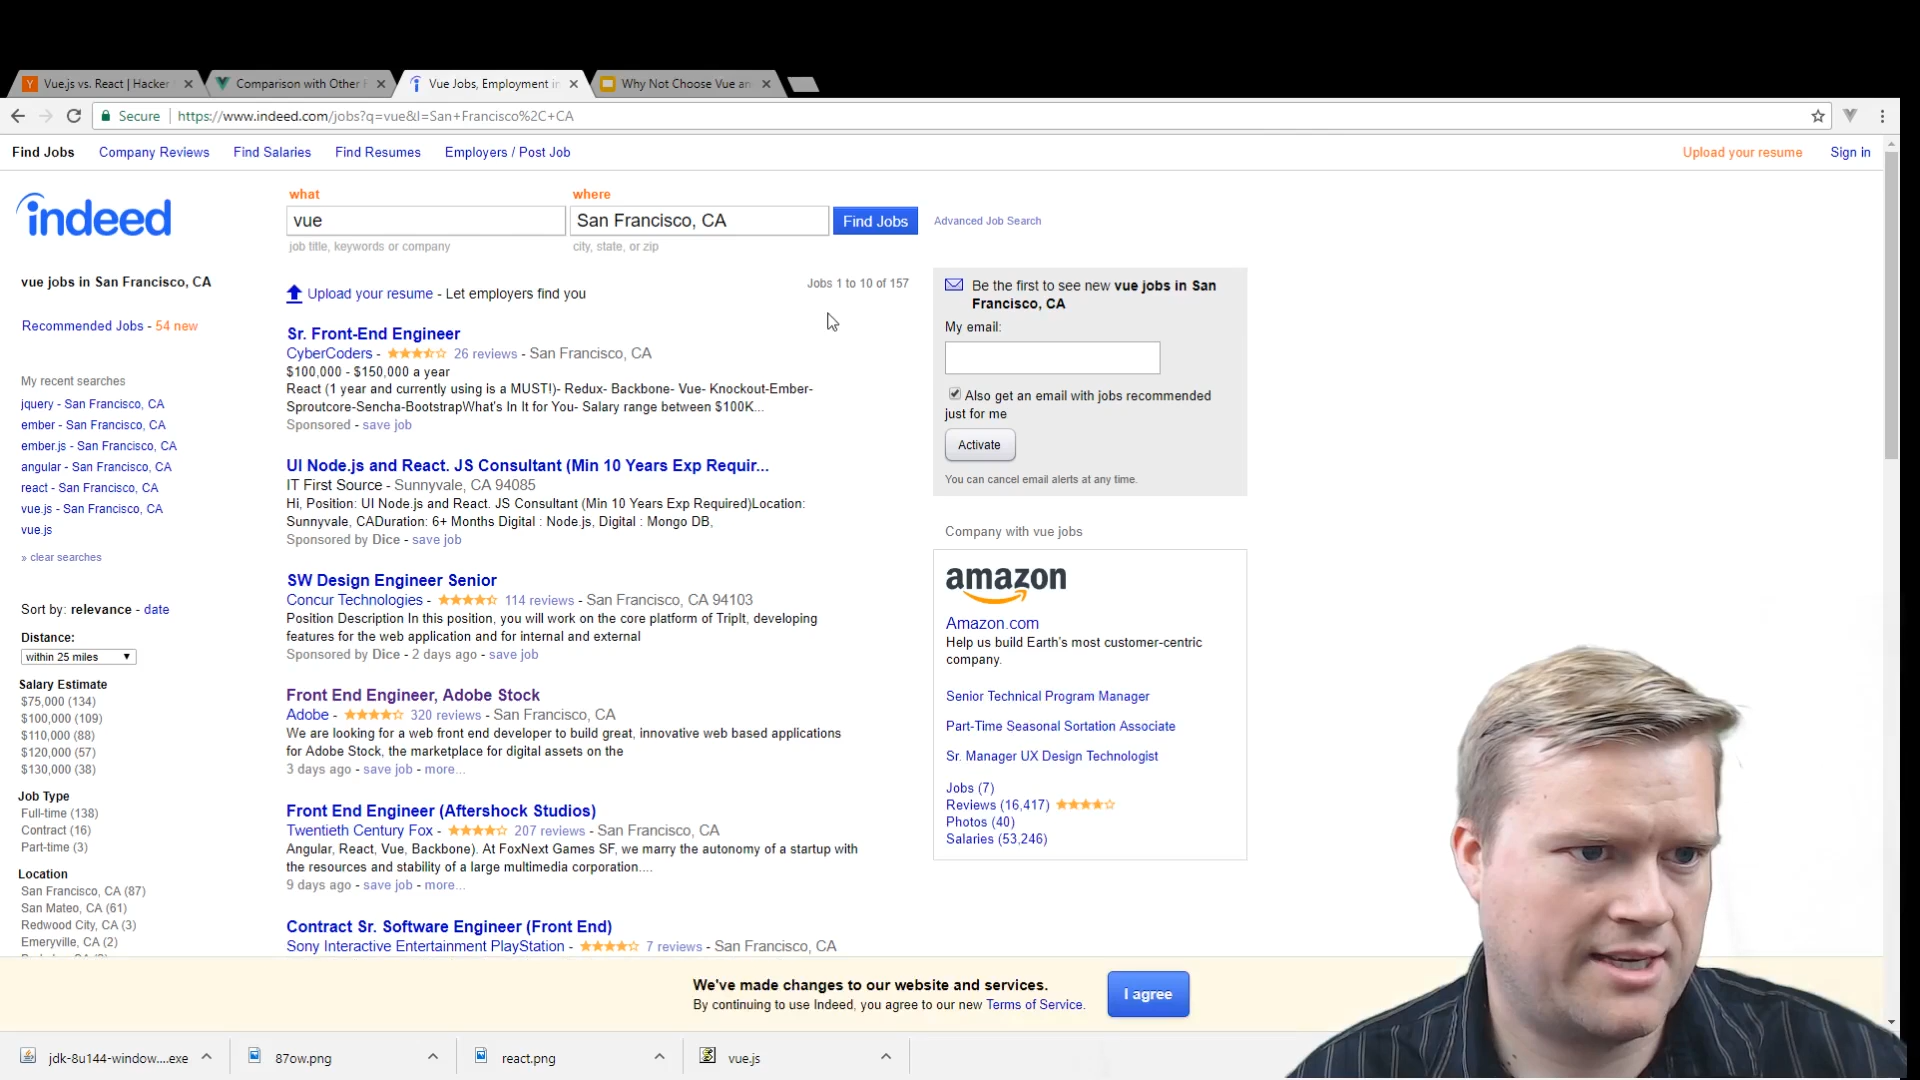 Vue.js vs. React | Hacker
Comparison with Other
Vue Jobs, Employment in
Why Not Choose Vue an
Secure
https://www.indeed.com/jobs?q=vue&l=San+Francisco%2C+CA
Find Jobs
Company Reviews
Find Salaries
Find Resumes
Employers / Post Job
Upload your resume
Sign in
indeed
what
where
vue
San Francisco, CA
Find Jobs
Advanced Job Search
job title, keywords or company
city, state, or zip
vue jobs in San Francisco, CA
Recommended Jobs - 54 new
My recent searches
jquery - San Francisco, CA
ember - San Francisco, CA
ember.js - San Francisco, CA
angular - San Francisco, CA
react - San Francisco, CA
vue.js - San Francisco, CA
vue.js
» clear searches
Sort by: relevance - date
Distance:
within 25 miles
Salary Estimate
$75,000 (134)
$100,000 (109)
$110,000 (88)
$120,000 (57)
$130,000 (38)
Job Type
Full-time (138)
Contract (16)
Part-time (3)
Location
San Francisco, CA (87)
San Mateo, CA (61)
Redwood City, CA (3)
Emeryville, CA (2)
Upload your resume - Let employers find you
Jobs 1 to 10 of 157
Sr. Front-End Engineer
CyberCoders - 26 reviews - San Francisco, CA
$100,000 - $150,000 a year
React (1 year and currently using is a MUST!)- Redux- Backbone- Vue- Knockout-Ember-
Sproutcore-Sencha-BootstrapWhat's In It for You- Salary range between $100K...
Sponsored - save job
UI Node.js and React. JS Consultant (Min 10 Years Exp Requir...
IT First Source - Sunnyvale, CA 94085
Hi, Position: UI Node.js and React. JS Consultant (Min 10 Years Exp Required)Location:
Sunnyvale, CADuration: 6+ Months Digital : Node.js, Digital : Mongo DB,
Sponsored by Dice - save job
SW Design Engineer Senior
Concur Technologies - 114 reviews - San Francisco, CA 94103
Position Description In this position, you will work on the core platform of TripIt, developing
features for the web application and for internal and external
Sponsored by Dice - 2 days ago - save job
Front End Engineer, Adobe Stock
Adobe - 320 reviews - San Francisco, CA
We are looking for a web front end developer to build great, innovative web based applications
for Adobe Stock, the marketplace for digital assets on the
3 days ago - save job - more...
Front End Engineer (Aftershock Studios)
Twentieth Century Fox - 207 reviews - San Francisco, CA
Angular, React, Vue, Backbone). At FoxNext Games SF, we marry the autonomy of a startup with
the resources and stability of a large multimedia corporation....
9 days ago - save job - more...
Contract Sr. Software Engineer (Front End)
Sony Interactive Entertainment PlayStation - 7 reviews - San Francisco, CA
Be the first to see new vue jobs in San
Francisco, CA
My email:
Also get an email with jobs recommended
just for me
Activate
You can cancel email alerts at any time.
Company with vue jobs
amazon
Amazon.com
Help us build Earth's most customer-centric
company.
Senior Technical Program Manager
Part-Time Seasonal Sortation Associate
Sr. Manager UX Design Technologist
Jobs (7)
Reviews (16,417)
Photos (40)
Salaries (53,246)
We've made changes to our website and services.
By continuing to use Indeed, you agree to our new Terms of Service.
I agree
jdk-8u144-window....exe
87ow.png
react.png
vue.js